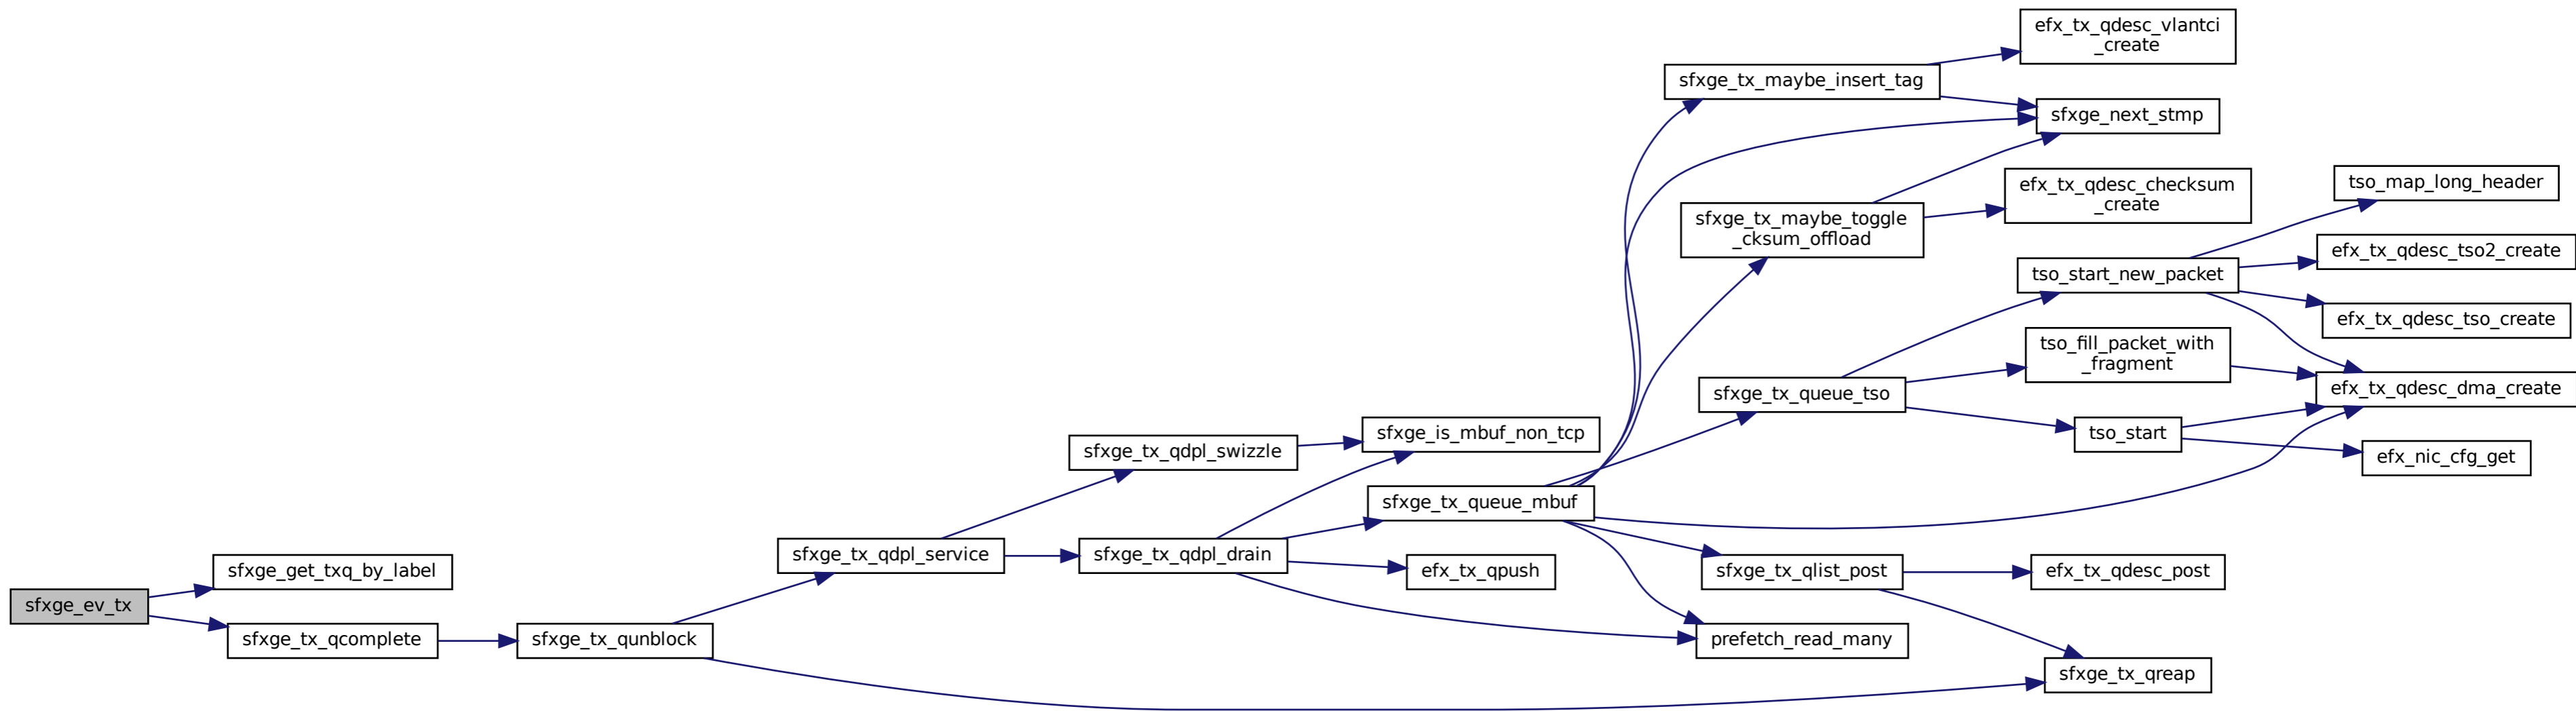 efx_tx_qdesc_vlantci
_create
sfxge_tx_maybe_insert_tag
sfxge_next_stmp
efx_tx_qdesc_checksum
_create
tso_map_long_header
sfxge_tx_maybe_toggle
_cksum_offload
efx_tx_qdesc_tso2_create
tso_start_new_packet
efx_tx_qdesc_tso_create
tso_fill_packet_with
_fragment
efx_tx_qdesc_dma_create
sfxge_tx_queue_tso
tso_start
sfxge_is_mbuf_non_tcp
sfxge_tx_qdpl_swizzle
efx_nic_cfg_get
sfxge_tx_queue_mbuf
sfxge_tx_qdpl_service
sfxge_tx_qdpl_drain
sfxge_get_txq_by_label
efx_tx_qpush
sfxge_tx_qlist_post
efx_tx_qdesc_post
sfxge_ev_tx
sfxge_tx_qcomplete
sfxge_tx_qunblock
prefetch_read_many
sfxge_tx_qreap